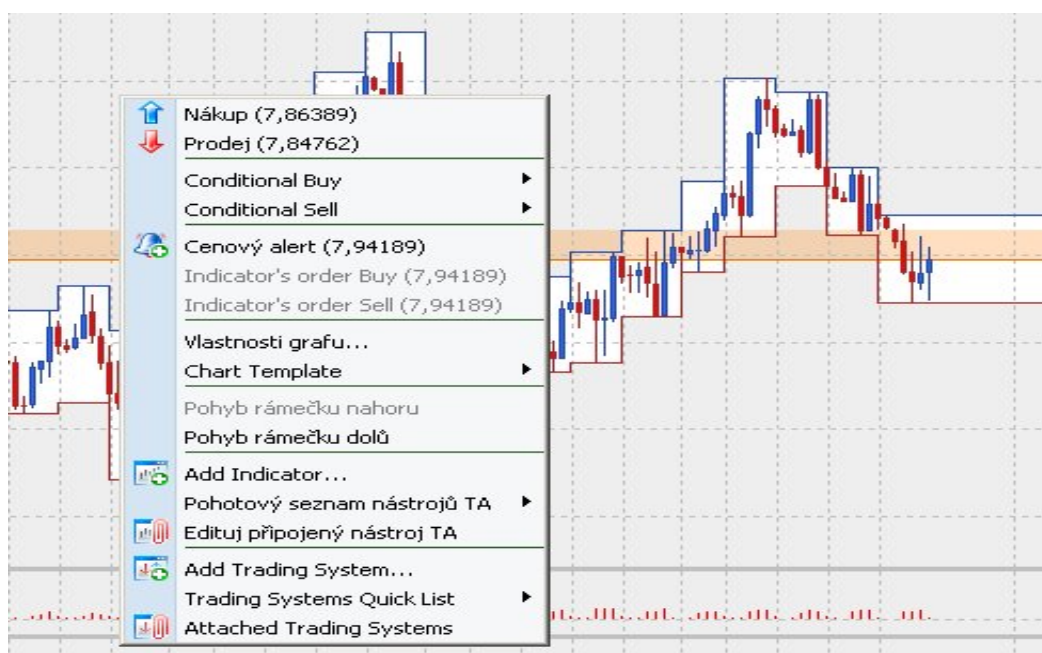 Nákup (7,86389)
Prodej (7,84762)
Conditional Buy
Conditional Sell
Cenový alert (7,94189)
Indicator's order Buy (7,94189)
Indicator's order Sell (7,94189)
Vlastnosti grafu...
Chart Template
Pohyb rámečku nahoru
Pohyb rámečku dolů
Add Indicator...
Pohotový seznam nástrojů TA
Edituj připojený nástroj TA
Add Trading System...
Trading Systems Quick List
Attached Trading Systems